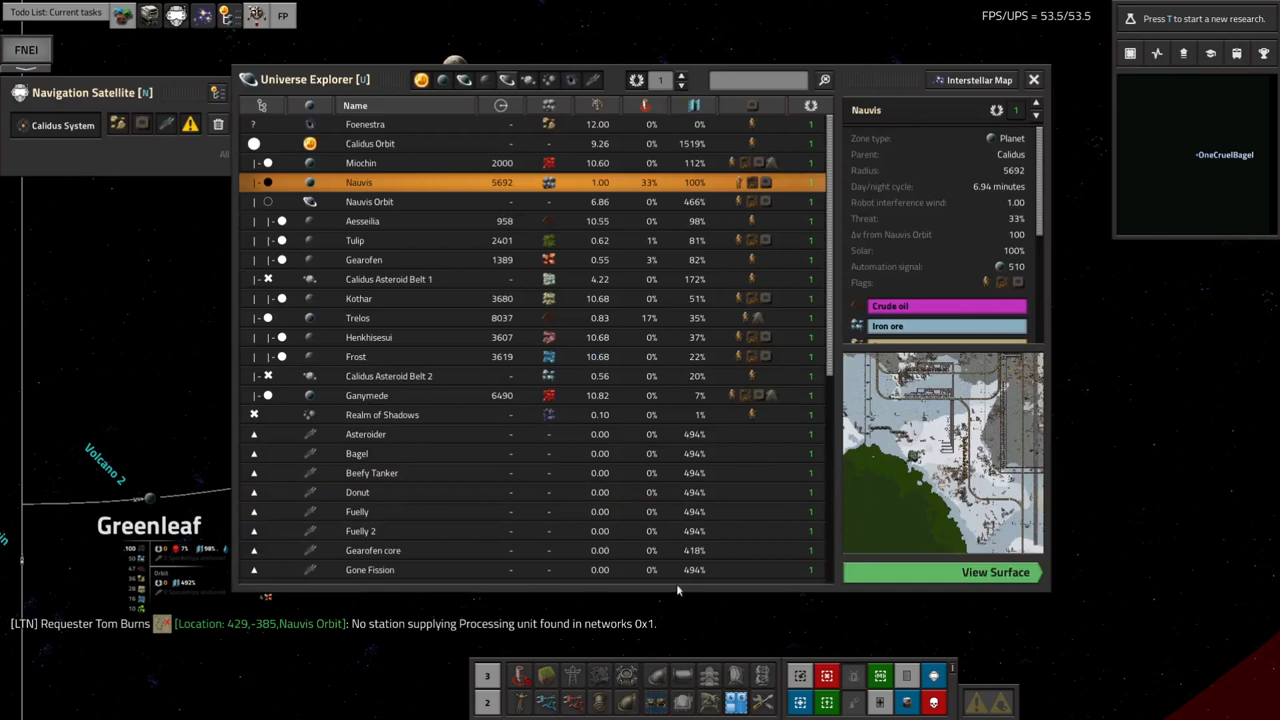 Todo List: Current tasks
FP
FPS/UPS = 53.5/53.5
Press T to start a new research.
FNEI
Navigation Satellite [N]
Calidus System
All
Universe Explorer [U]
1
Interstellar Map
Name
Foenestra - - 12.00 0% 0% 1
Calidus Orbit - - 9.26 0% 1519% 1
Miochin 2000 10.60 0% 112% 1
Nauvis 5692 1.00 33% 100% 1
Nauvis Orbit - 6.86 0% 466% 1
Aesseilia 958 10.55 0% 98% 1
Tulip 2401 0.62 1% 81% 1
Gearofen 1389 0.55 3% 82% 1
Calidus Asteroid Belt 1 - 4.22 0% 172% 1
Kothar 3680 10.68 0% 51% 1
Trelos 8037 0.83 17% 35% 1
Henkhisesui 3607 10.68 0% 37% 1
Frost 3619 10.68 0% 22% 1
Calidus Asteroid Belt 2 - 0.56 0% 20% 1
Ganymede 6490 10.82 0% 7% 1
Realm of Shadows - 0.10 0% 1% 1
Asteroider - - 0.00 0% 494% 1
Bagel - - 0.00 0% 494% 1
Beefy Tanker - - 0.00 0% 494% 1
Donut - - 0.00 0% 494% 1
Fuelly - - 0.00 0% 494% 1
Fuelly 2 - - 0.00 0% 494% 1
Gearofen core - - 0.00 0% 418% 1
Gone Fission - - 0.00 0% 494% 1
Nauvis 1
Zone type: Planet
Parent: Calidus
Radius: 5692
Day/night cycle: 6.94 minutes
Robot interference wind: 1.00
Threat: 33%
Δv from Nauvis Orbit 100
Solar: 100%
Automation signal: 510
Flags:
Crude oil
Iron ore
View Surface
OneCruelBagel
Volcano 2
Greenleaf
[LTN] Requester Tom Burns [Location: 429,-385,Nauvis Orbit]: No station supplying Processing unit found in networks 0x1.
3
2